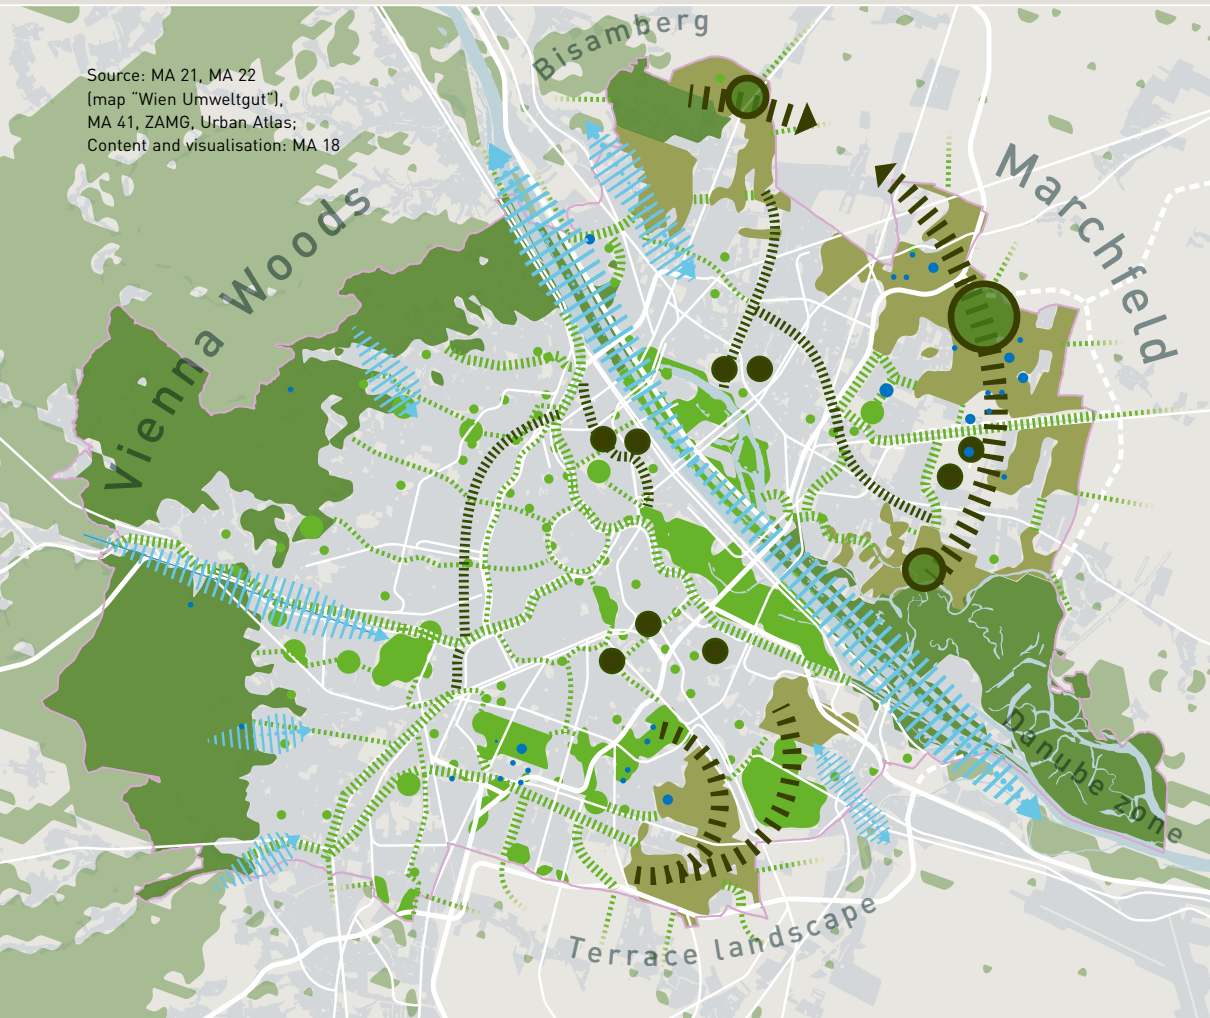 Bisamberg
Source: MA 21, MA 22
(map “Wien Umweltgut”),
MA 41, ZAMG, Urban Atlas;
Content and visualisation: MA 18
Marchfeld
Vienna Woods
Danube zone
Terrace landscape